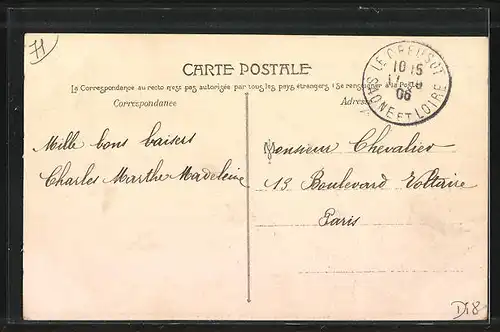 71
CARTE POSTALE
La Correspondance au recto n'est pas autorisée par tous les pays étrangers (Se renseigner à la Poste)
Correspondance
Adresse
LE CREUSOT
10 15
06
SAONE ET LOIRE
Mille bons baisers
Charles Marthe Madeleine
Monsieur Chevalier
13 Boulevard Voltaire
Paris
D18